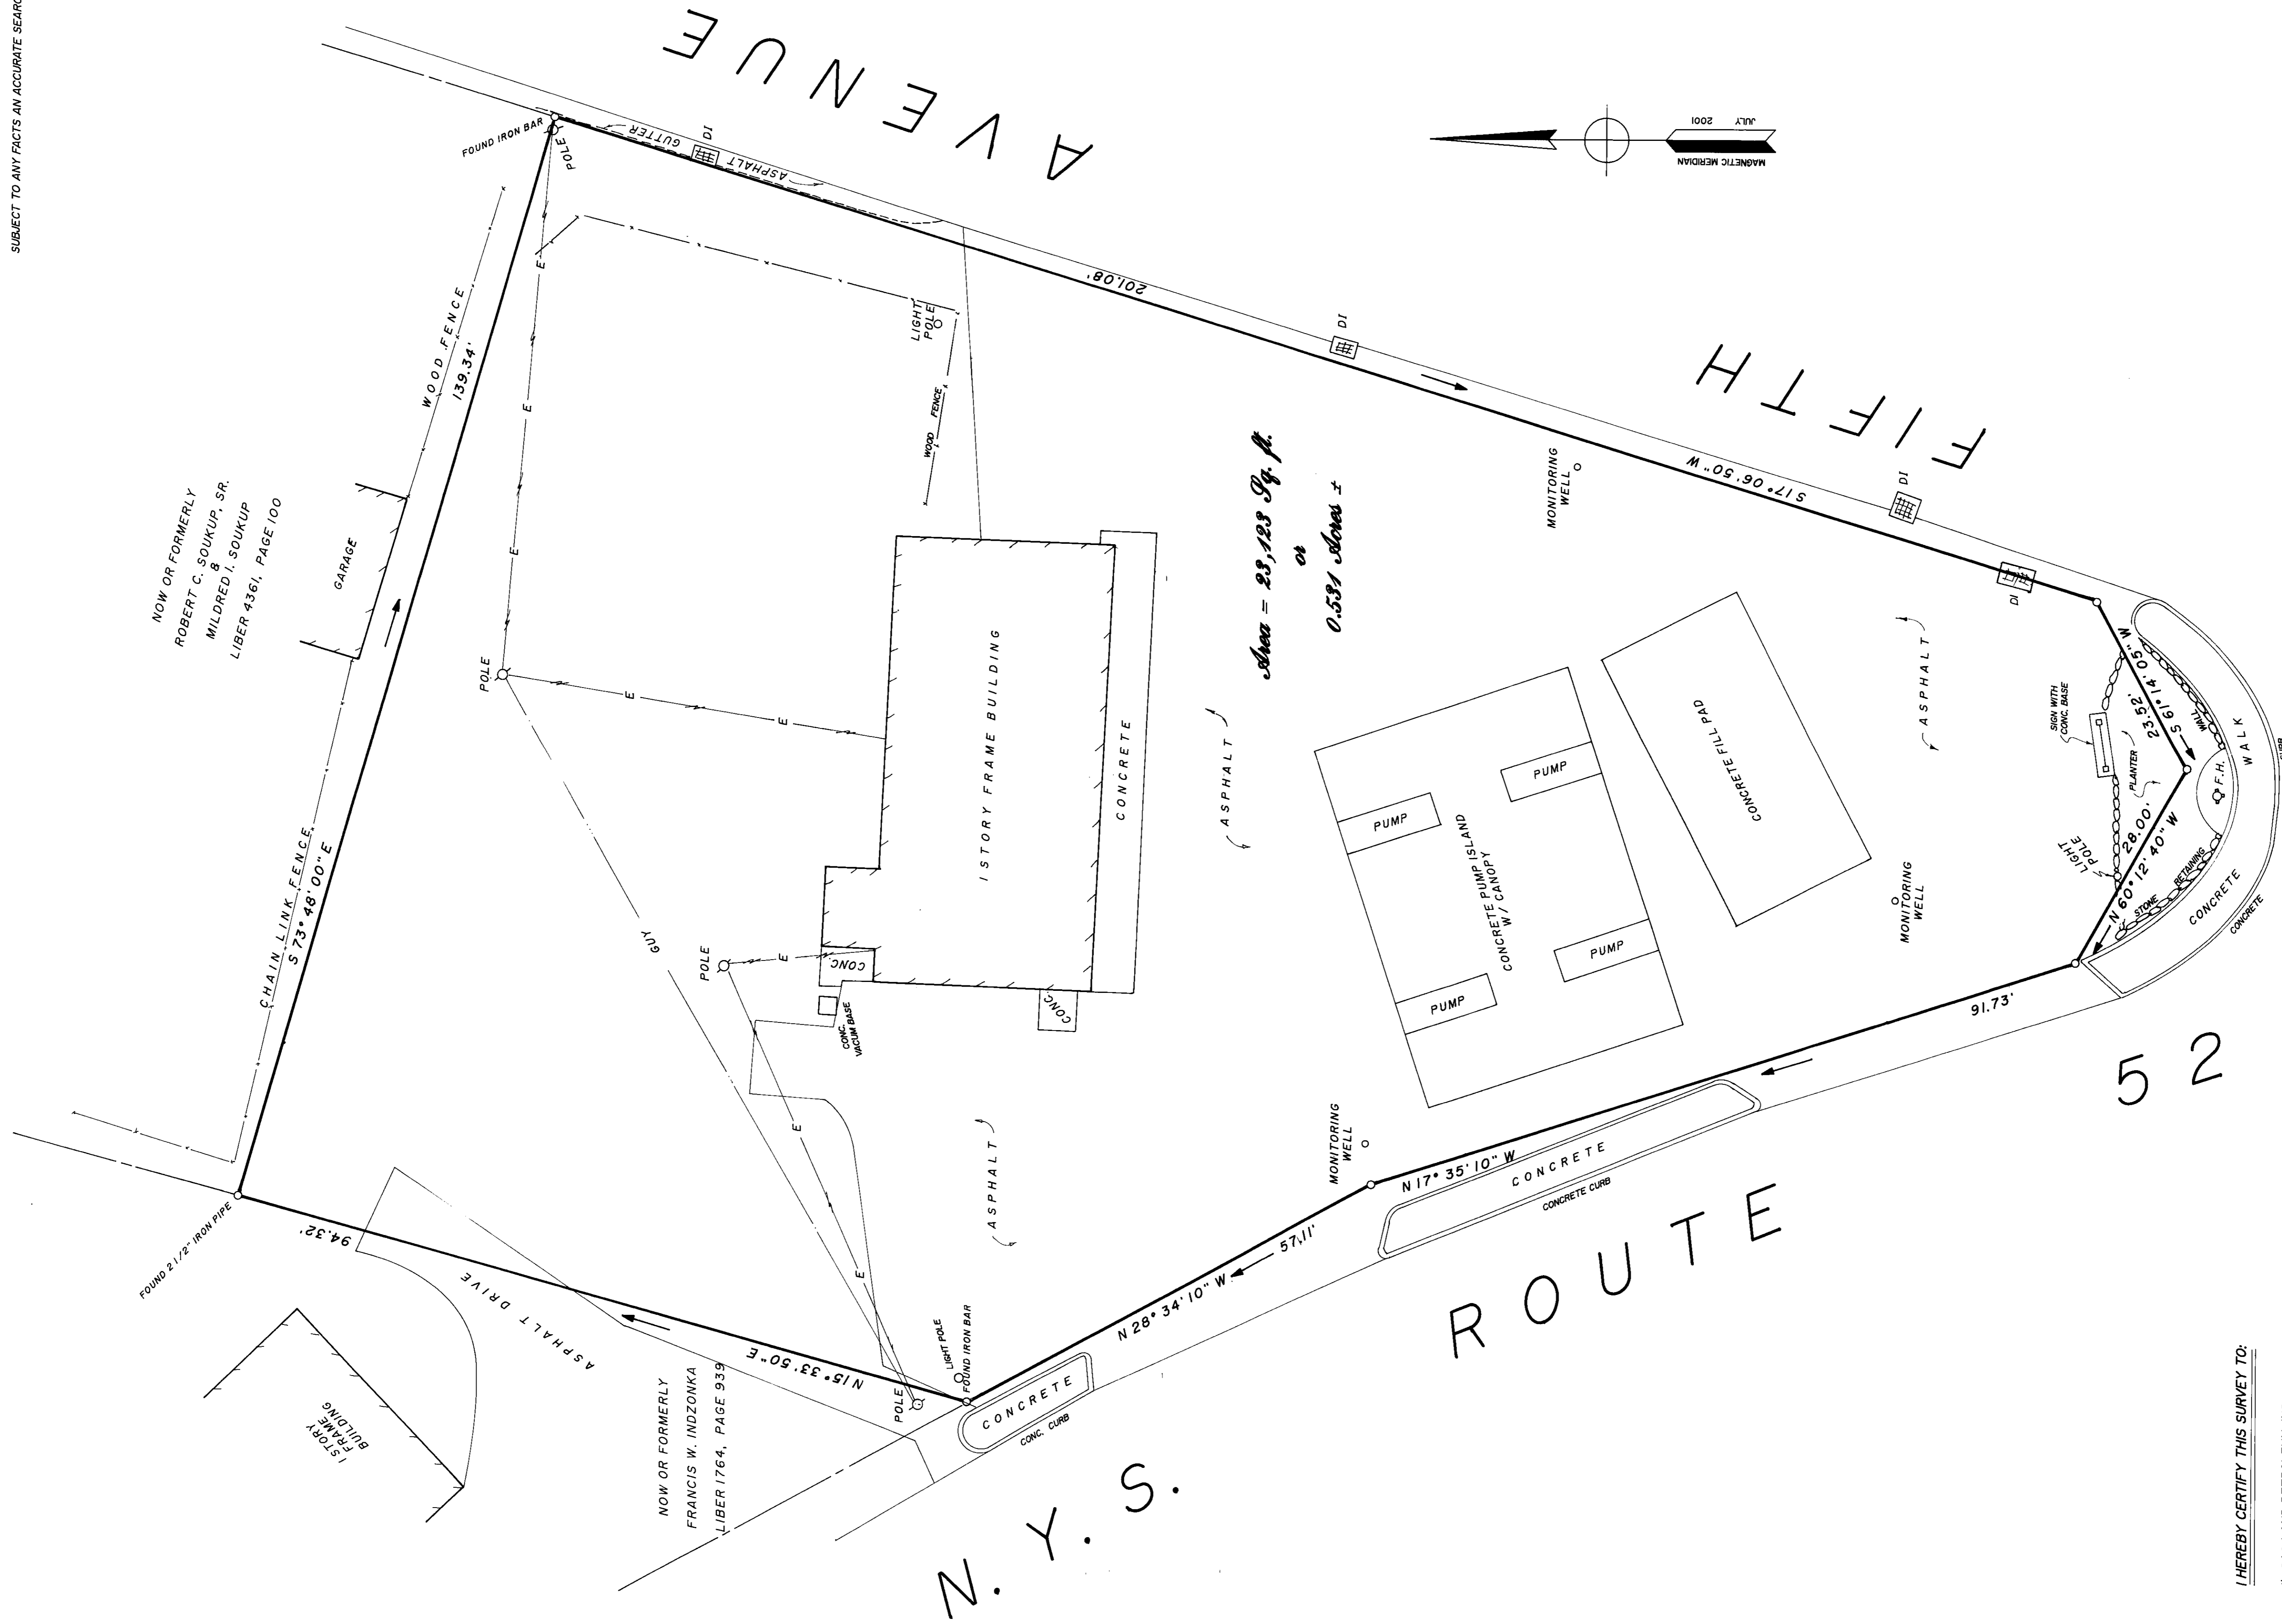 SUBJECT TO ANY FACTS AN ACCURATE
AVENUE
FIFTH
MAGNETIC MERIDIAN
JULY 2001
FOUND IRON BAR
POLE
GUTTER
DI
ASPHALT
WOOD FENCE
139.34'
201.08'
LIGHT
POLE
WOOD FENCE
DI
NOW OR FORMERLY
ROBERT C. SOUKUP, SR.
&
MILDRED I. SOUKUP
LIBER 4361, PAGE 100
GARAGE
POLE
E
E
E
E
E
E
E
Area = 23,123 Sq. ft.
or
0.531 Acres ±
MONITORING
WELL
S17° 06' 50" W
DI
DI
1STORY FRAME BUILDING
CONCRETE
ASPHALT
CHAIN LINK FENCE
S 73° 48' 00" E
GUY
POLE
E
CONC.
CONC.
VACUM BASE
CONC.
PUMP
PUMP
PUMP
PUMP
CONCRETE PUMP ISLAND
W/ CANOPY
CONCRETE FILL PAD
ASPHALT
SIGN WITH
CONC. BASE
PLANTER
23.52'
S 61° 14' 05" W
WALL
F.H.
WALK
CURB
LIGHT
POLE
28.00'
N 60° 12' 40" W
STONE
RETAINING
CONCRETE
CONCRETE
MONITORING
WELL
91.73'
MONITORING
WELL
N 17° 35' 10" W
CONCRETE
CONCRETE CURB
ASPHALT
E
E
FOUND 2 1/2" IRON PIPE
94.32'
ASPHALT DRIVE
1 STORY
FRAME
BUILDING
N15° 33' 50" E
NOW OR FORMERLY
FRANCIS W. INDZONKA
LIBER 1764, PAGE 939
POLE
LIGHT POLE
FOUND IRON BAR
57.11'
N 28° 34' 10" W
CONCRETE
CONC. CURB
N. Y. S.
ROUTE
52
I HEREBY CERTIFY THIS SURVEY TO: